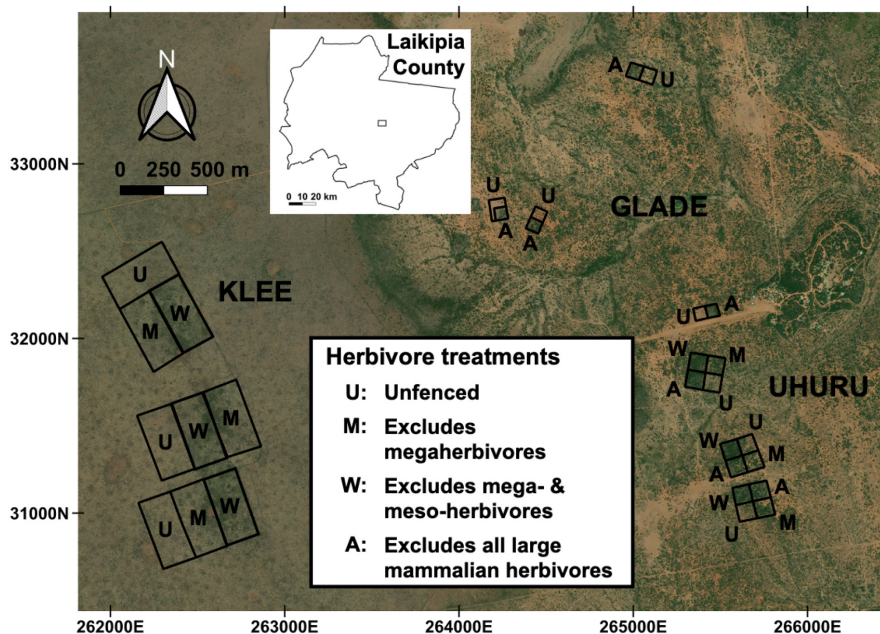 N
0 250 500 m
Laikipia
County
0 10 20 km
33000N
32000N
31000N
KLEE
U
W
M
U
W
M
U
M
W
GLADE
A
U
U
A
U
A
U
A
UHURU
W
M
A
U
W
U
A
M
W
A
U
M
Herbivore treatments
U: Unfenced
M: Excludes
megaherbivores
W: Excludes mega- &
meso-herbivores
A: Excludes all large
mammalian herbivores
262000E 263000E 264000E 265000E 266000E